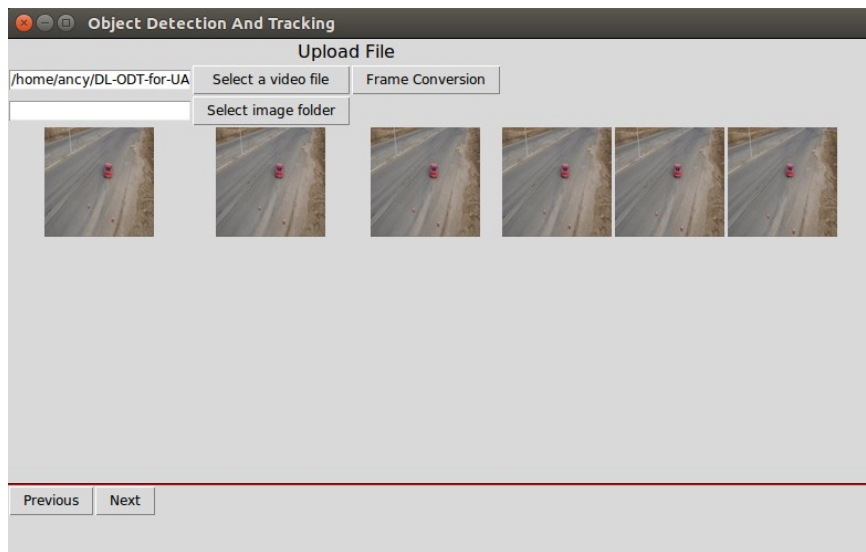 Object Detection And Tracking
Upload File
/home/ancy/DL-ODT-for-UA Select a video file Frame Conversion
Select image folder
Previous Next